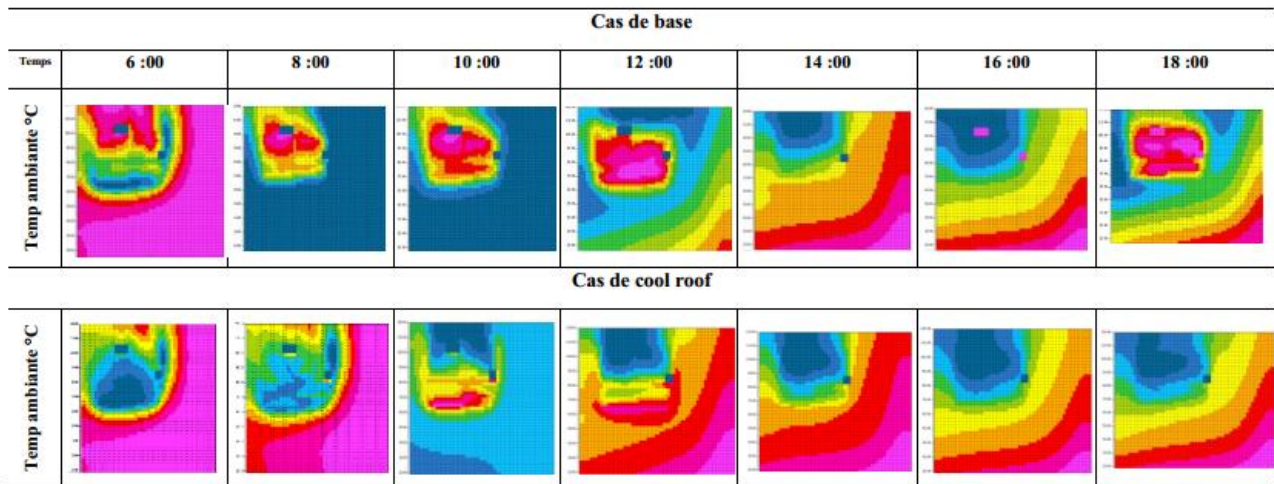 Cas de base
Temps 6 :00 8 :00 10 :00 12 :00 14 :00 16 :00 18 :00
Temp ambiante °C
Cas de cool roof
Temp ambiante °C